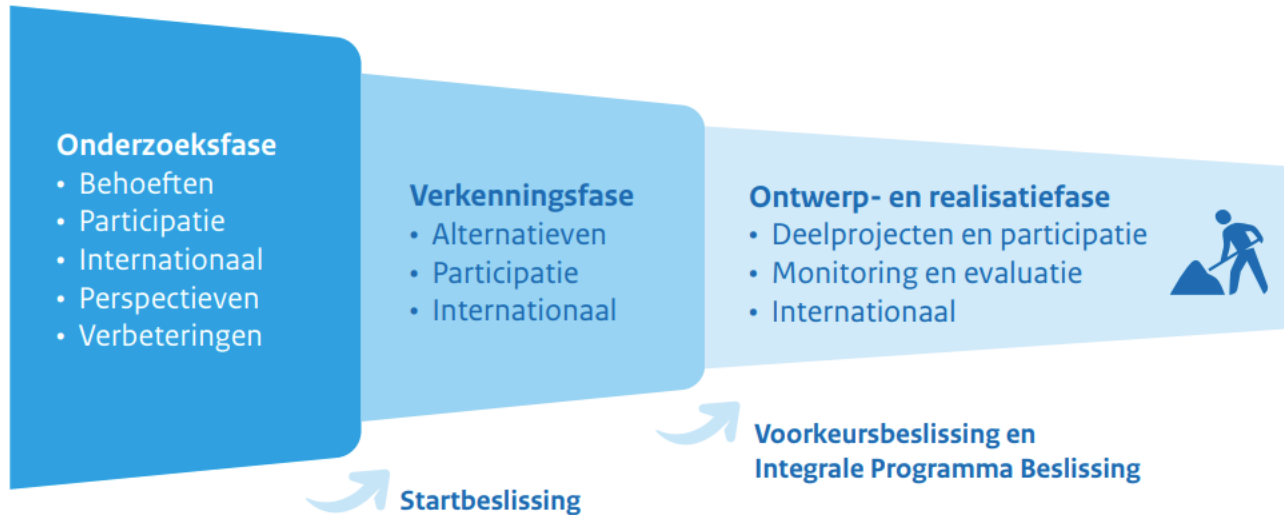 Onderzoeksfase
• Behoeften
• Participatie
• Internationaal
• Perspectieven
• Verbeteringen
Verkenningsfase
• Alternatieven
• Participatie
• Internationaal
Ontwerp- en realisatiefase
• Deelprojecten en participatie
• Monitoring en evaluatie
• Internationaal
Startbeslissing
Voorkeursbeslissing en
Integrale Programma Beslissing